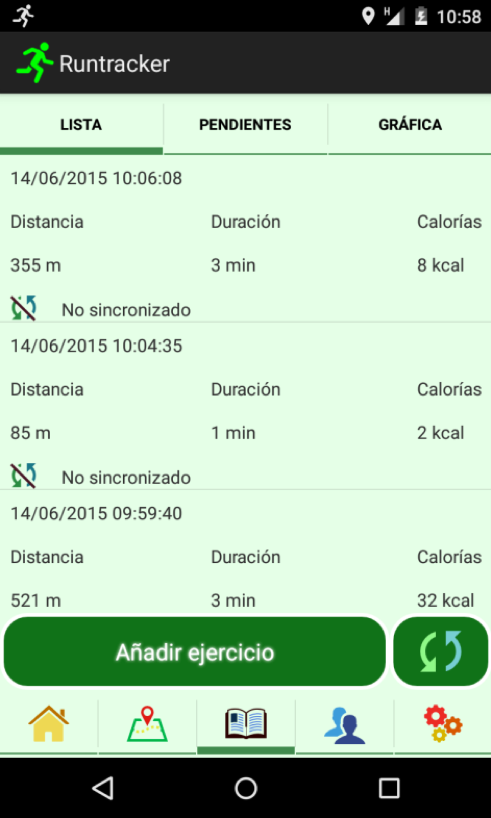 H 10:58
Runtracker
LISTA PENDIENTES GRÁFICA
14/06/2015 10:06:08
Distancia Duración Calorías
355 m 3 min 8 kcal
No sincronizado
14/06/2015 10:04:35
Distancia Duración Calorías
85 m 1 min 2 kcal
No sincronizado
14/06/2015 09:59:40
Distancia Duración Calorías
521 m 3 min 32 kcal
Añadir ejercicio